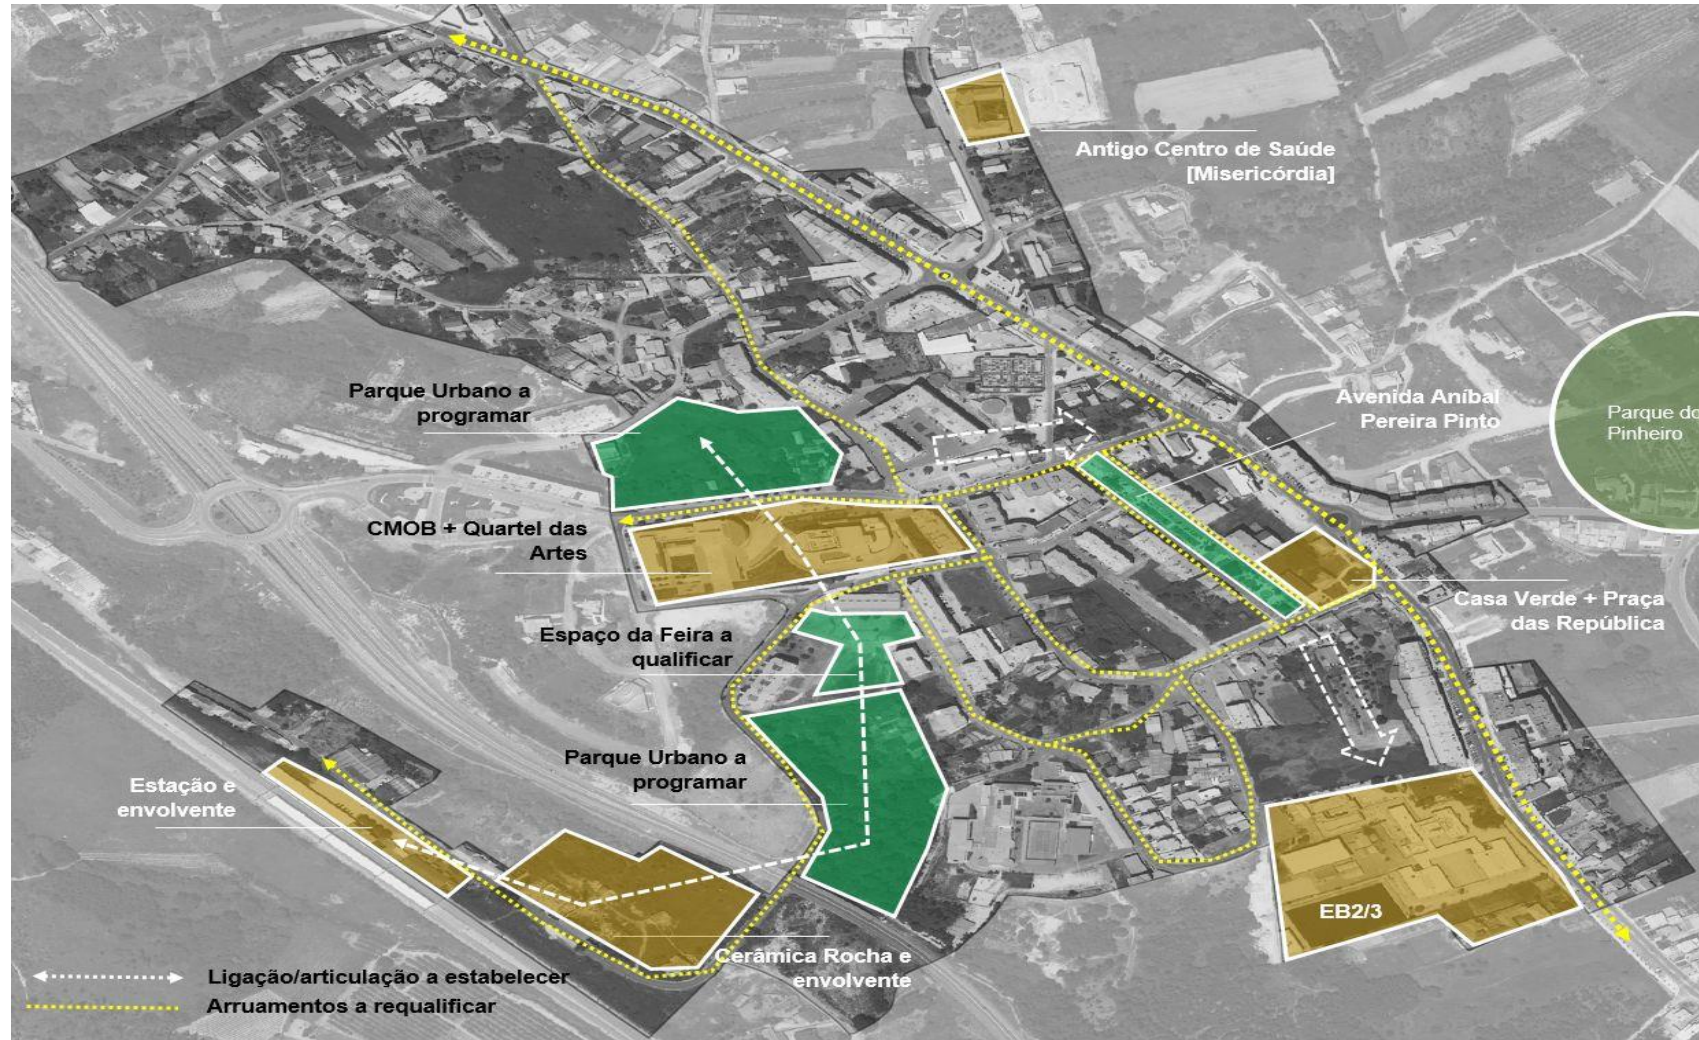 Antigo Centro de Saúde
[Misericórdia]
Parque Urbano a
programar
Avenida Aníbal
Pereira Pinto
Parque do
Pinheiro
CMOB + Quartel das
Artes
Casa Verde + Praça
das República
Espaço da Feira a
qualificar
Parque Urbano a
programar
Estação e
envolvente
EB2/3
Cerâmica Rocha e
envolvente
Ligação/articulação a estabelecer
Arruamentos a requalificar